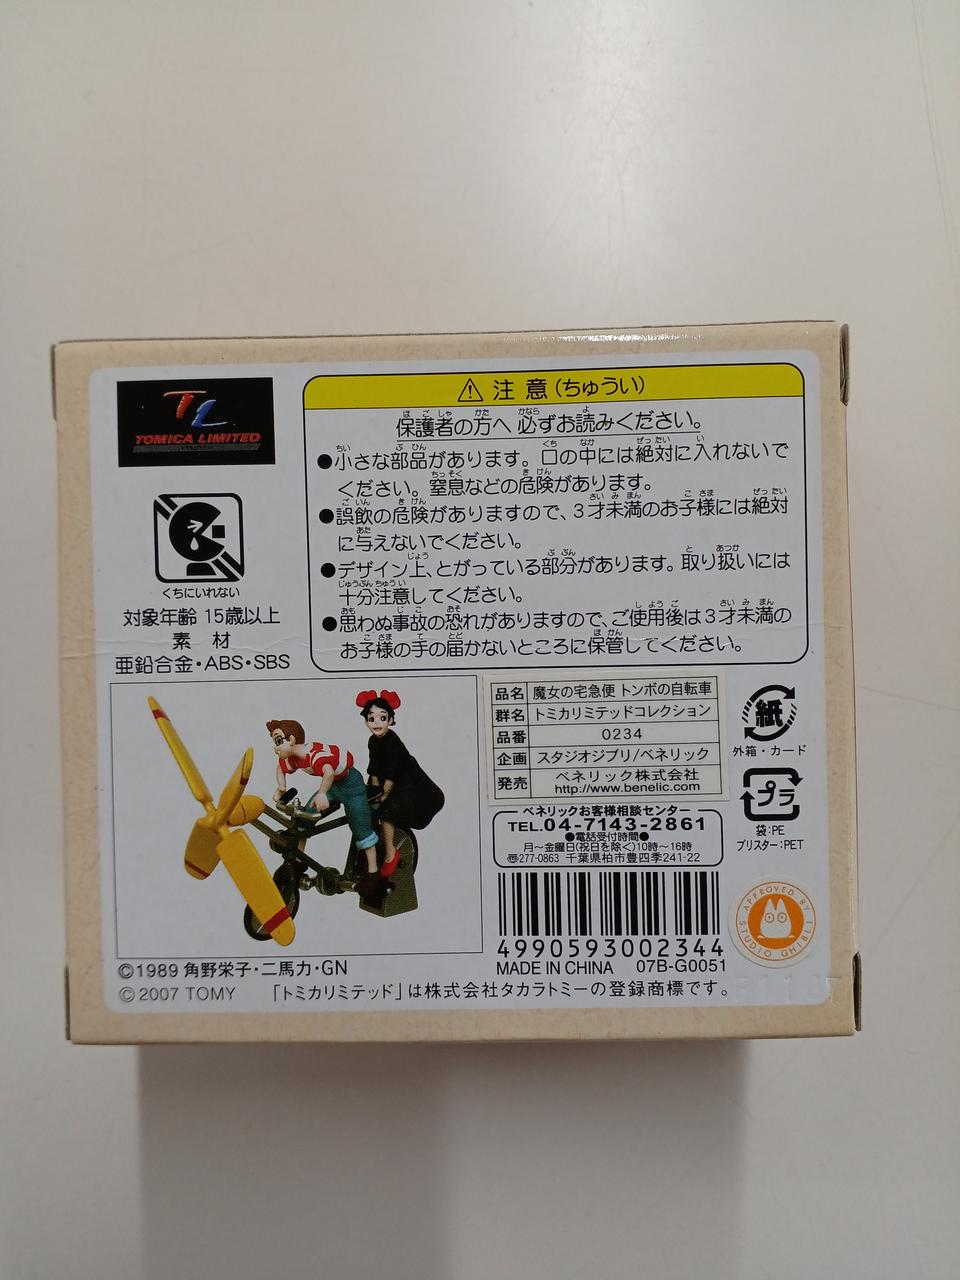 TL
TOMICA LIMITED
くちにいれない
対象年齢 15歳以上
素 材
亜鉛合金・ABS・SBS
⚠ 注 意 (ちゅうい)
保護者の方へ 必ずお読みください。
●小さな部品があります。口の中には絶対に入れないで
ください。窒息などの危険があります。
●誤飲の危険がありますので、3才未満のお子様には絶対
に与えないでください。
●デザイン上、とがっている部分があります。取り扱いには
十分注意してください。
●思わぬ事故の恐れがありますので、ご使用後は3才未満の
お子様の手の届かないところに保管してください。
品名 魔女の宅急便 トンボの自転車
群名 トミカリミテッドコレクション
品番 0234
企画 スタジオジブリ/ベネリック
発売 ベネリック株式会社
http://www.benelic.com
ベネリックお客様相談センター
TEL.04-7143-2861
●電話受付時間●
月〜金曜日(祝日を除く)10時〜16時
〠277-0863 千葉県柏市豊四季241-22
紙
外箱・カード
プラ
袋:PE
ブリスター:PET
APPROVED BY STUDIO GHIBLI
4990593002344
MADE IN CHINA 07B-G0051
©1989 角野栄子・二馬力・GN
©2007 TOMY 「トミカリミテッド」は株式会社タカラトミーの登録商標です。